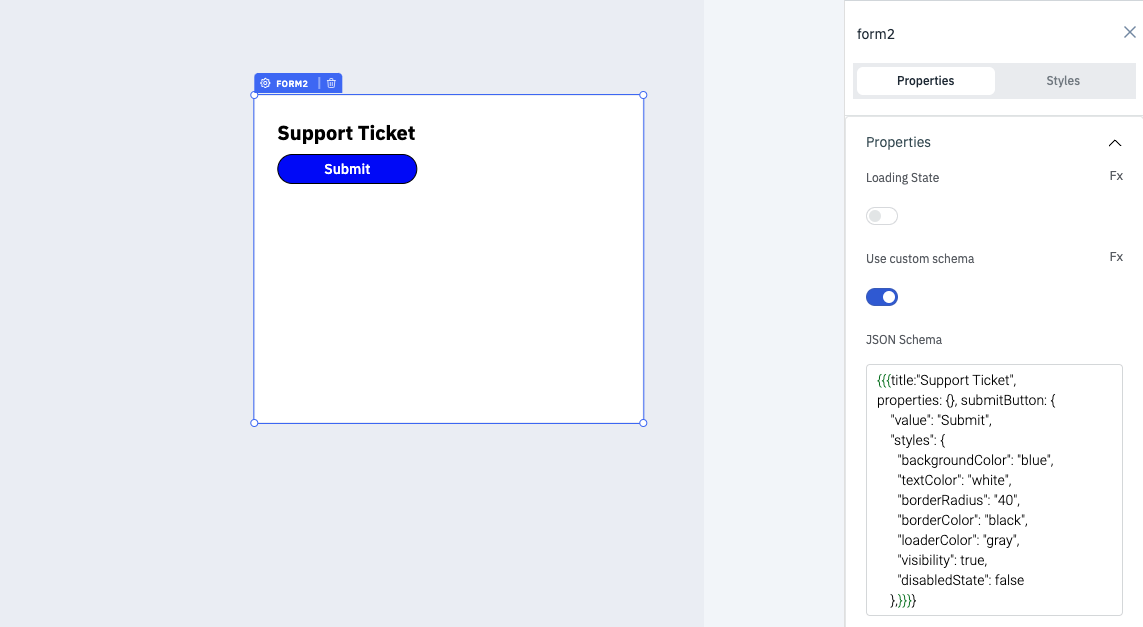 form2
Properties
Styles
FORM2
Support Ticket
Submit
Properties
Loading State
Fx
Use custom schema
Fx
JSON Schema
{{{title:"Support Ticket",
properties: {}, submitButton: {
"value": "Submit",
"styles": {
"backgroundColor": "blue",
"textColor": "white",
"borderRadius": "40",
"borderColor": "black",
"loaderColor": "gray",
"visibility": true,
"disabledState": false
},}}}}